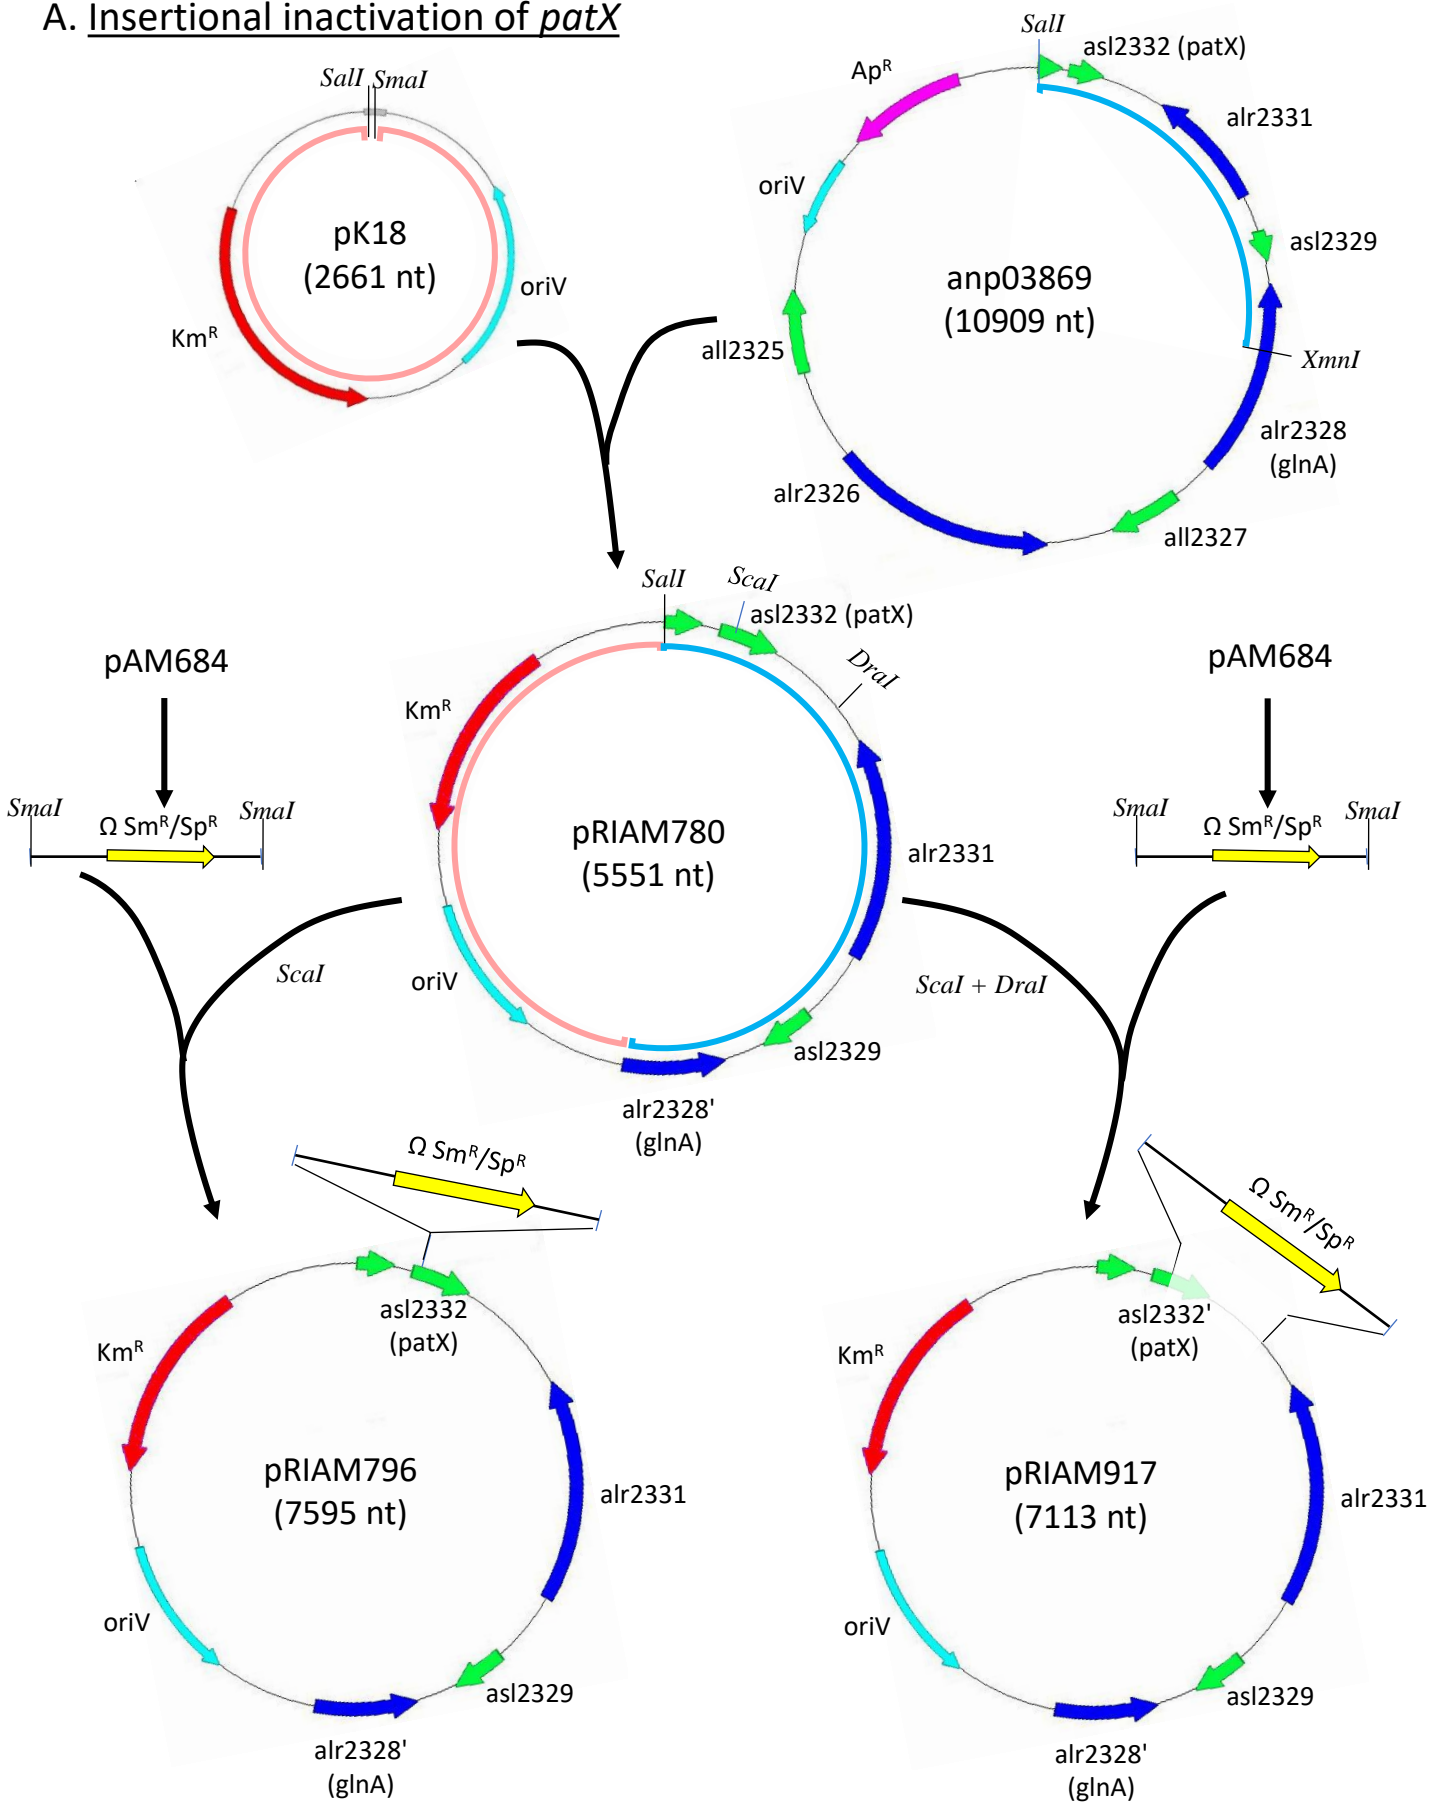 A. Insertional inactivation of patX
SalI SmaI
pK18
(2661 nt)
KmR
oriV
SalI
asl2332 (patX)
ApR
alr2331
oriV
asl2329
anp03869
(10909 nt)
all2325
XmnI
alr2328
(glnA)
alr2326
all2327
SalI
ScaI
asl2332 (patX)
DraI
KmR
pRIAM780
(5551 nt)
alr2331
oriV
asl2329
alr2328'
(glnA)
pAM684
SmaI
Ω SmR/SpR
SmaI
ScaI
pAM684
SmaI
Ω SmR/SpR
SmaI
ScaI + DraI
Ω SmR/SpR
asl2332
(patX)
KmR
pRIAM796
(7595 nt)
alr2331
oriV
asl2329
alr2328'
(glnA)
Ω SmR/SpR
asl2332'
(patX)
KmR
pRIAM917
(7113 nt)
alr2331
oriV
asl2329
alr2328'
(glnA)